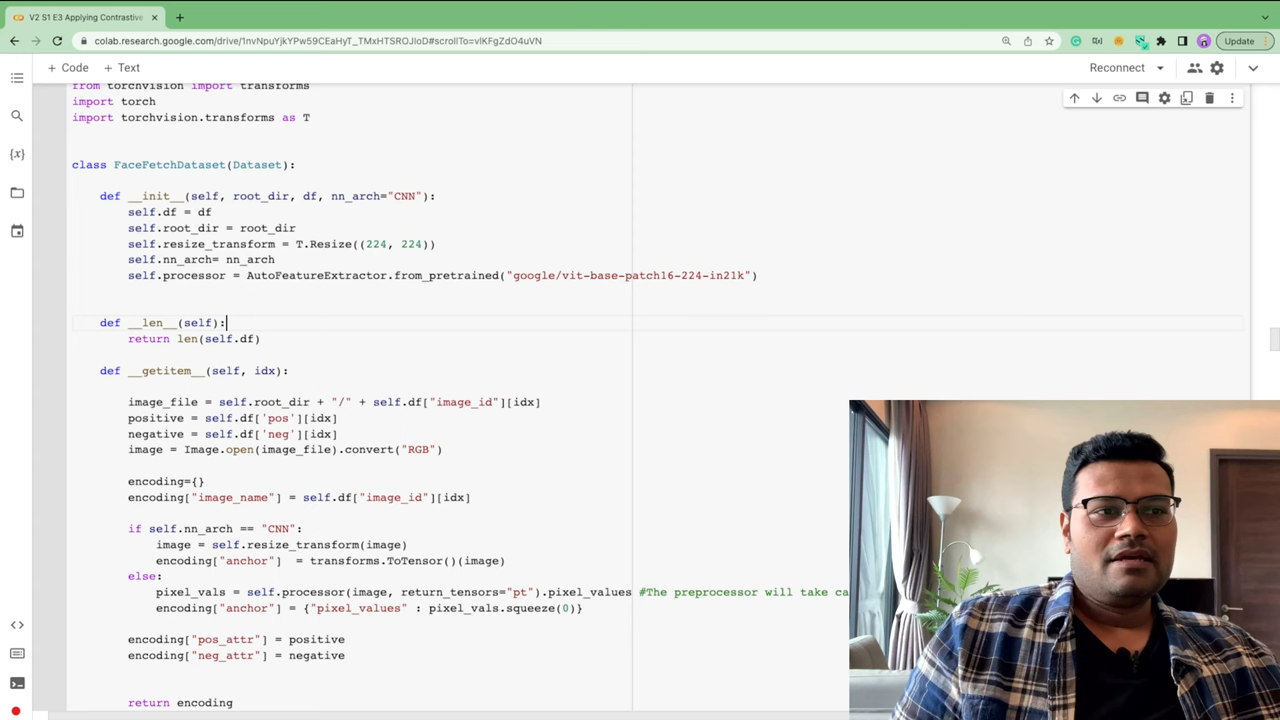 V2 S1 E3 Applying Contrastive
colab.research.google.com/drive/1nvNpuYjkYPw59CEaHyT_TMxHTSROJIoD#scrollTo=vlKFgZdO4uVN
Update
+ Code + Text
Reconnect
from torchvision import transforms
import torch
import torchvision.transforms as T
class FaceFetchDataset(Dataset):
def __init__(self, root_dir, df, nn_arch="CNN"):
self.df = df
self.root_dir = root_dir
self.resize_transform = T.Resize((224, 224))
self.nn_arch= nn_arch
self.processor = AutoFeatureExtractor.from_pretrained("google/vit-base-patch16-224-in21k")
def __len__(self):
return len(self.df)
def __getitem__(self, idx):
image_file = self.root_dir + "/" + self.df["image_id"][idx]
positive = self.df['pos'][idx]
negative = self.df['neg'][idx]
image = Image.open(image_file).convert("RGB")
encoding={}
encoding["image_name"] = self.df["image_id"][idx]
if self.nn_arch == "CNN":
image = self.resize_transform(image)
encoding["anchor"] = transforms.ToTensor()(image)
else:
pixel_vals = self.processor(image, return_tensors="pt").pixel_values #The preprocessor will take ca
encoding["anchor"] = {"pixel_values" : pixel_vals.squeeze(0)}
encoding["pos_attr"] = positive
encoding["neg_attr"] = negative
return encoding